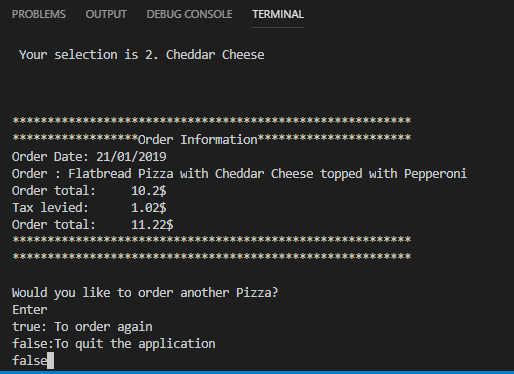 PROBLEMS OUTPUT DEBUG CONSOLE TERMINAL
Your selection is 2. Cheddar Cheese
*********************************************************
******************Order Information**********************
Order Date: 21/01/2019
Order : Flatbread Pizza with Cheddar Cheese topped with Pepperoni
Order total: 10.2$
Tax levied: 1.02$
Order total: 11.22$
*********************************************************
*********************************************************
Would you like to order another Pizza?
Enter
true: To order again
false:To quit the application
false